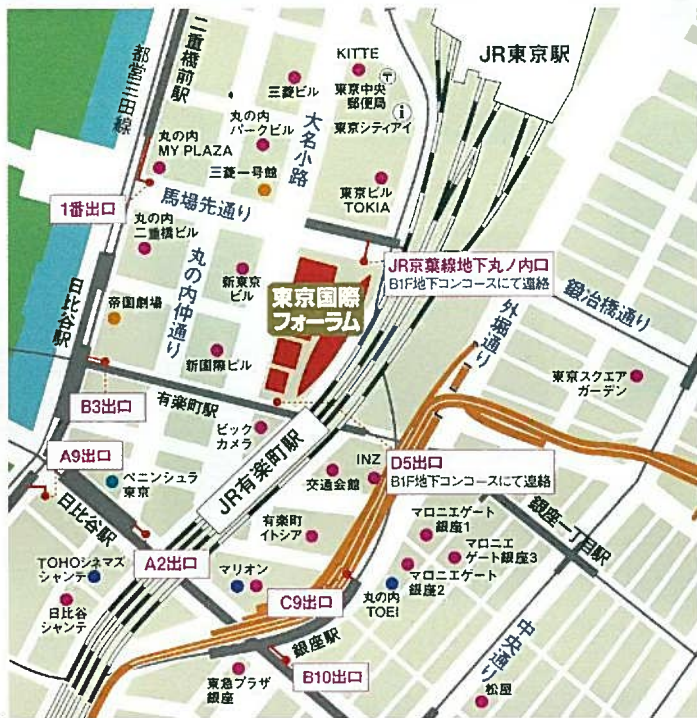 JR東京駅
KITTE
東京中央
郵便局
i
東京シティアイ
二重橋前駅
都営三田線
三菱ビル
丸の内
パークビル
大名小路
丸の内
MY PLAZA
三菱一号館
東京ビル
TOKIA
1番出口
馬場先通り
丸の内
二重橋ビル
丸の内仲通り
新東京
ビル
東京国際
フォーラム
JR京葉線地下丸ノ内口
B1F地下コンコースにて連絡
外堀通り
鍛冶橋通り
日比谷駅
帝国劇場
新国際ビル
東京スクエア
ガーデン
B3出口
有楽町駅
ビック
カメラ
JR有楽町駅
A9出口
ペニンシュラ
東京
INZ
交通会館
D5出口
B1F地下コンコースにて連絡
日比谷駅
有楽町
イトシア
マロニエゲート
銀座1
マロニエ
ゲート銀座3
銀座一丁目駅
TOHOシネマズ
シャンテ
A2出口
マリオン
マロニエゲート
銀座2
丸の内
TOEI
日比谷
シャンテ
C9出口
銀座駅
B10出口
中央通り
東急プラザ
銀座
松屋